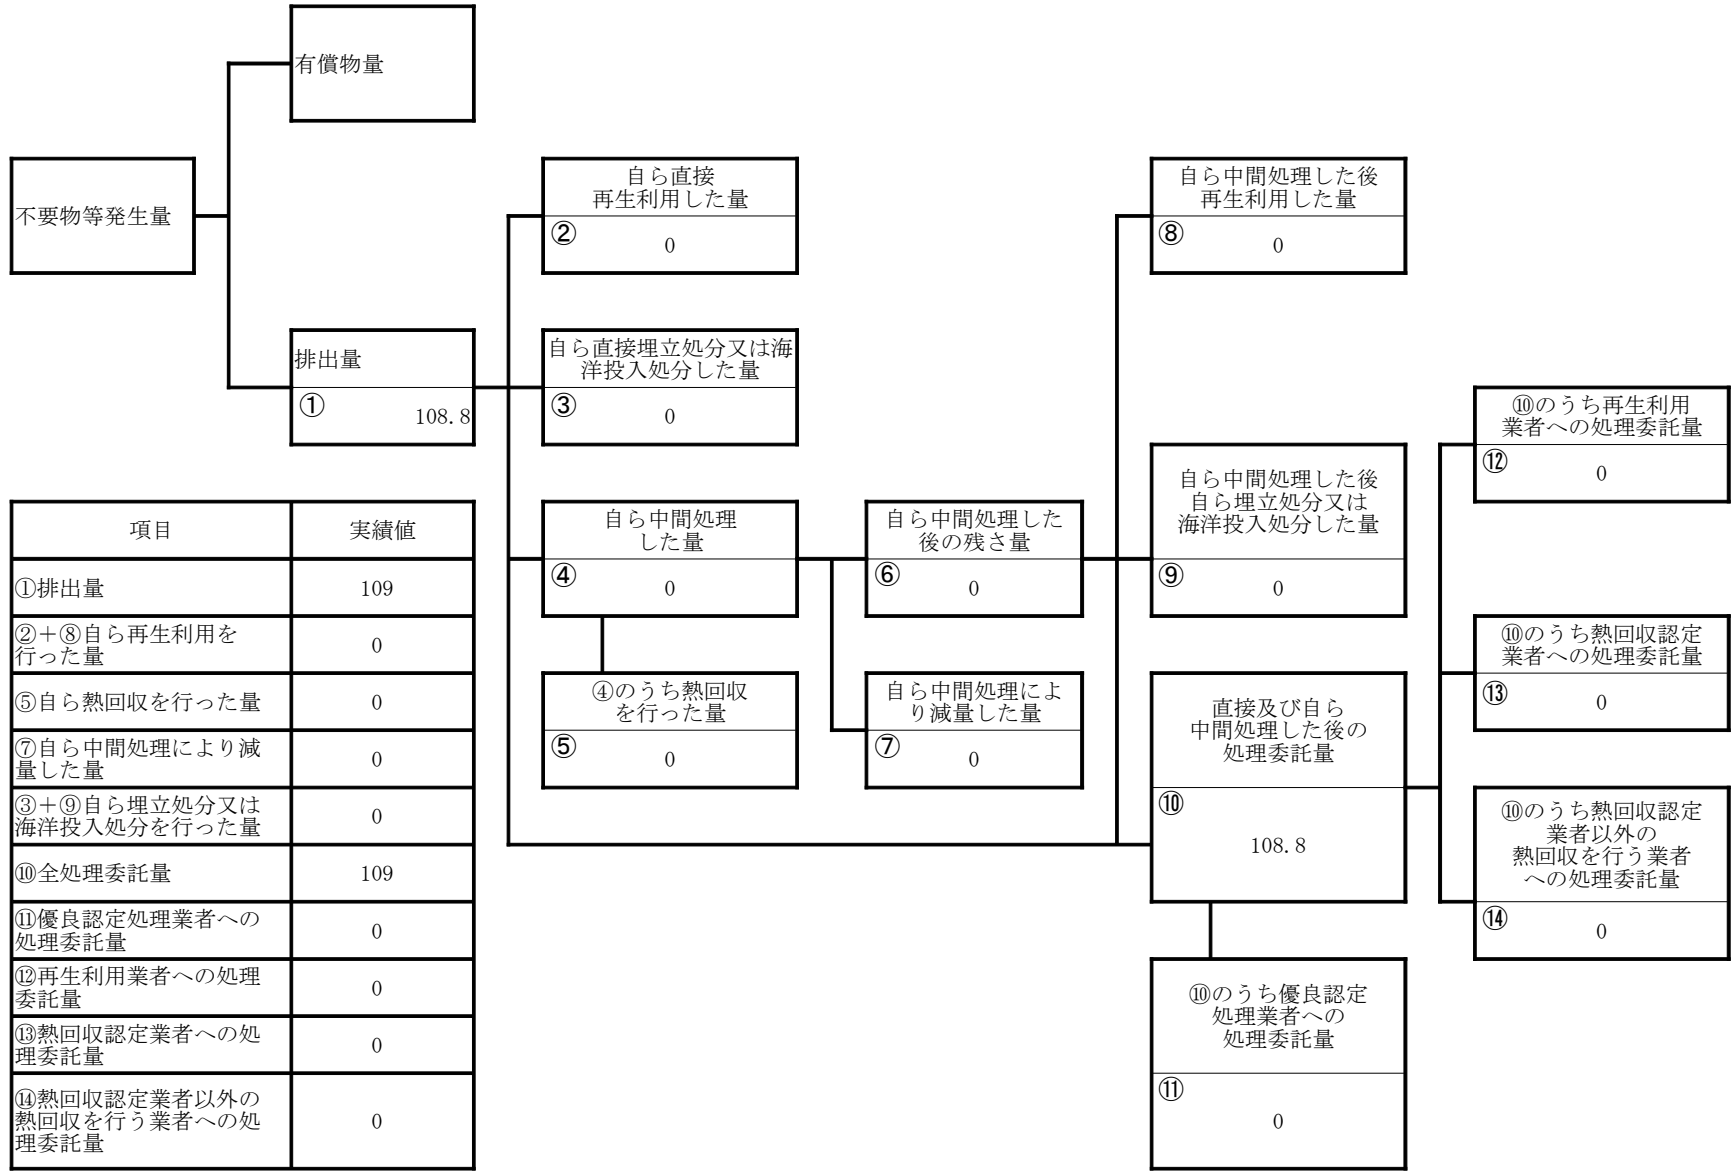 有償物量
不要物等発生量
排出量
①
108.8
自ら直接
再生利用した量
②
0
自ら直接埋立処分又は海
洋投入処分した量
③
0
自ら中間処理
した量
④
0
④のうち熱回収
を行った量
⑤
0
自ら中間処理した
後の残さ量
⑥
0
自ら中間処理によ
り減量した量
⑦
0
自ら中間処理した後
再生利用した量
⑧
0
自ら中間処理した後
自ら埋立処分又は
海洋投入処分した量
⑨
0
直接及び自ら
中間処理した後の
処理委託量
⑩
108.8
⑩のうち優良認定
処理業者への
処理委託量
⑪
0
⑩のうち再生利用
業者への処理委託量
⑫
0
⑩のうち熱回収認定
業者への処理委託量
⑬
0
⑩のうち熱回収認定
業者以外の
熱回収を行う業者
への処理委託量
⑭
0
項目 実績値
①排出量 109
②＋⑧自ら再生利用を
行った量 0
⑤自ら熱回収を行った量 0
⑦自ら中間処理により減
量した量 0
③＋⑨自ら埋立処分又は
海洋投入処分を行った量 0
⑩全処理委託量 109
⑪優良認定処理業者への
処理委託量 0
⑫再生利用業者への処理
委託量 0
⑬熱回収認定業者への処
理委託量 0
⑭熱回収認定業者以外の
熱回収を行う業者への処
理委託量 0